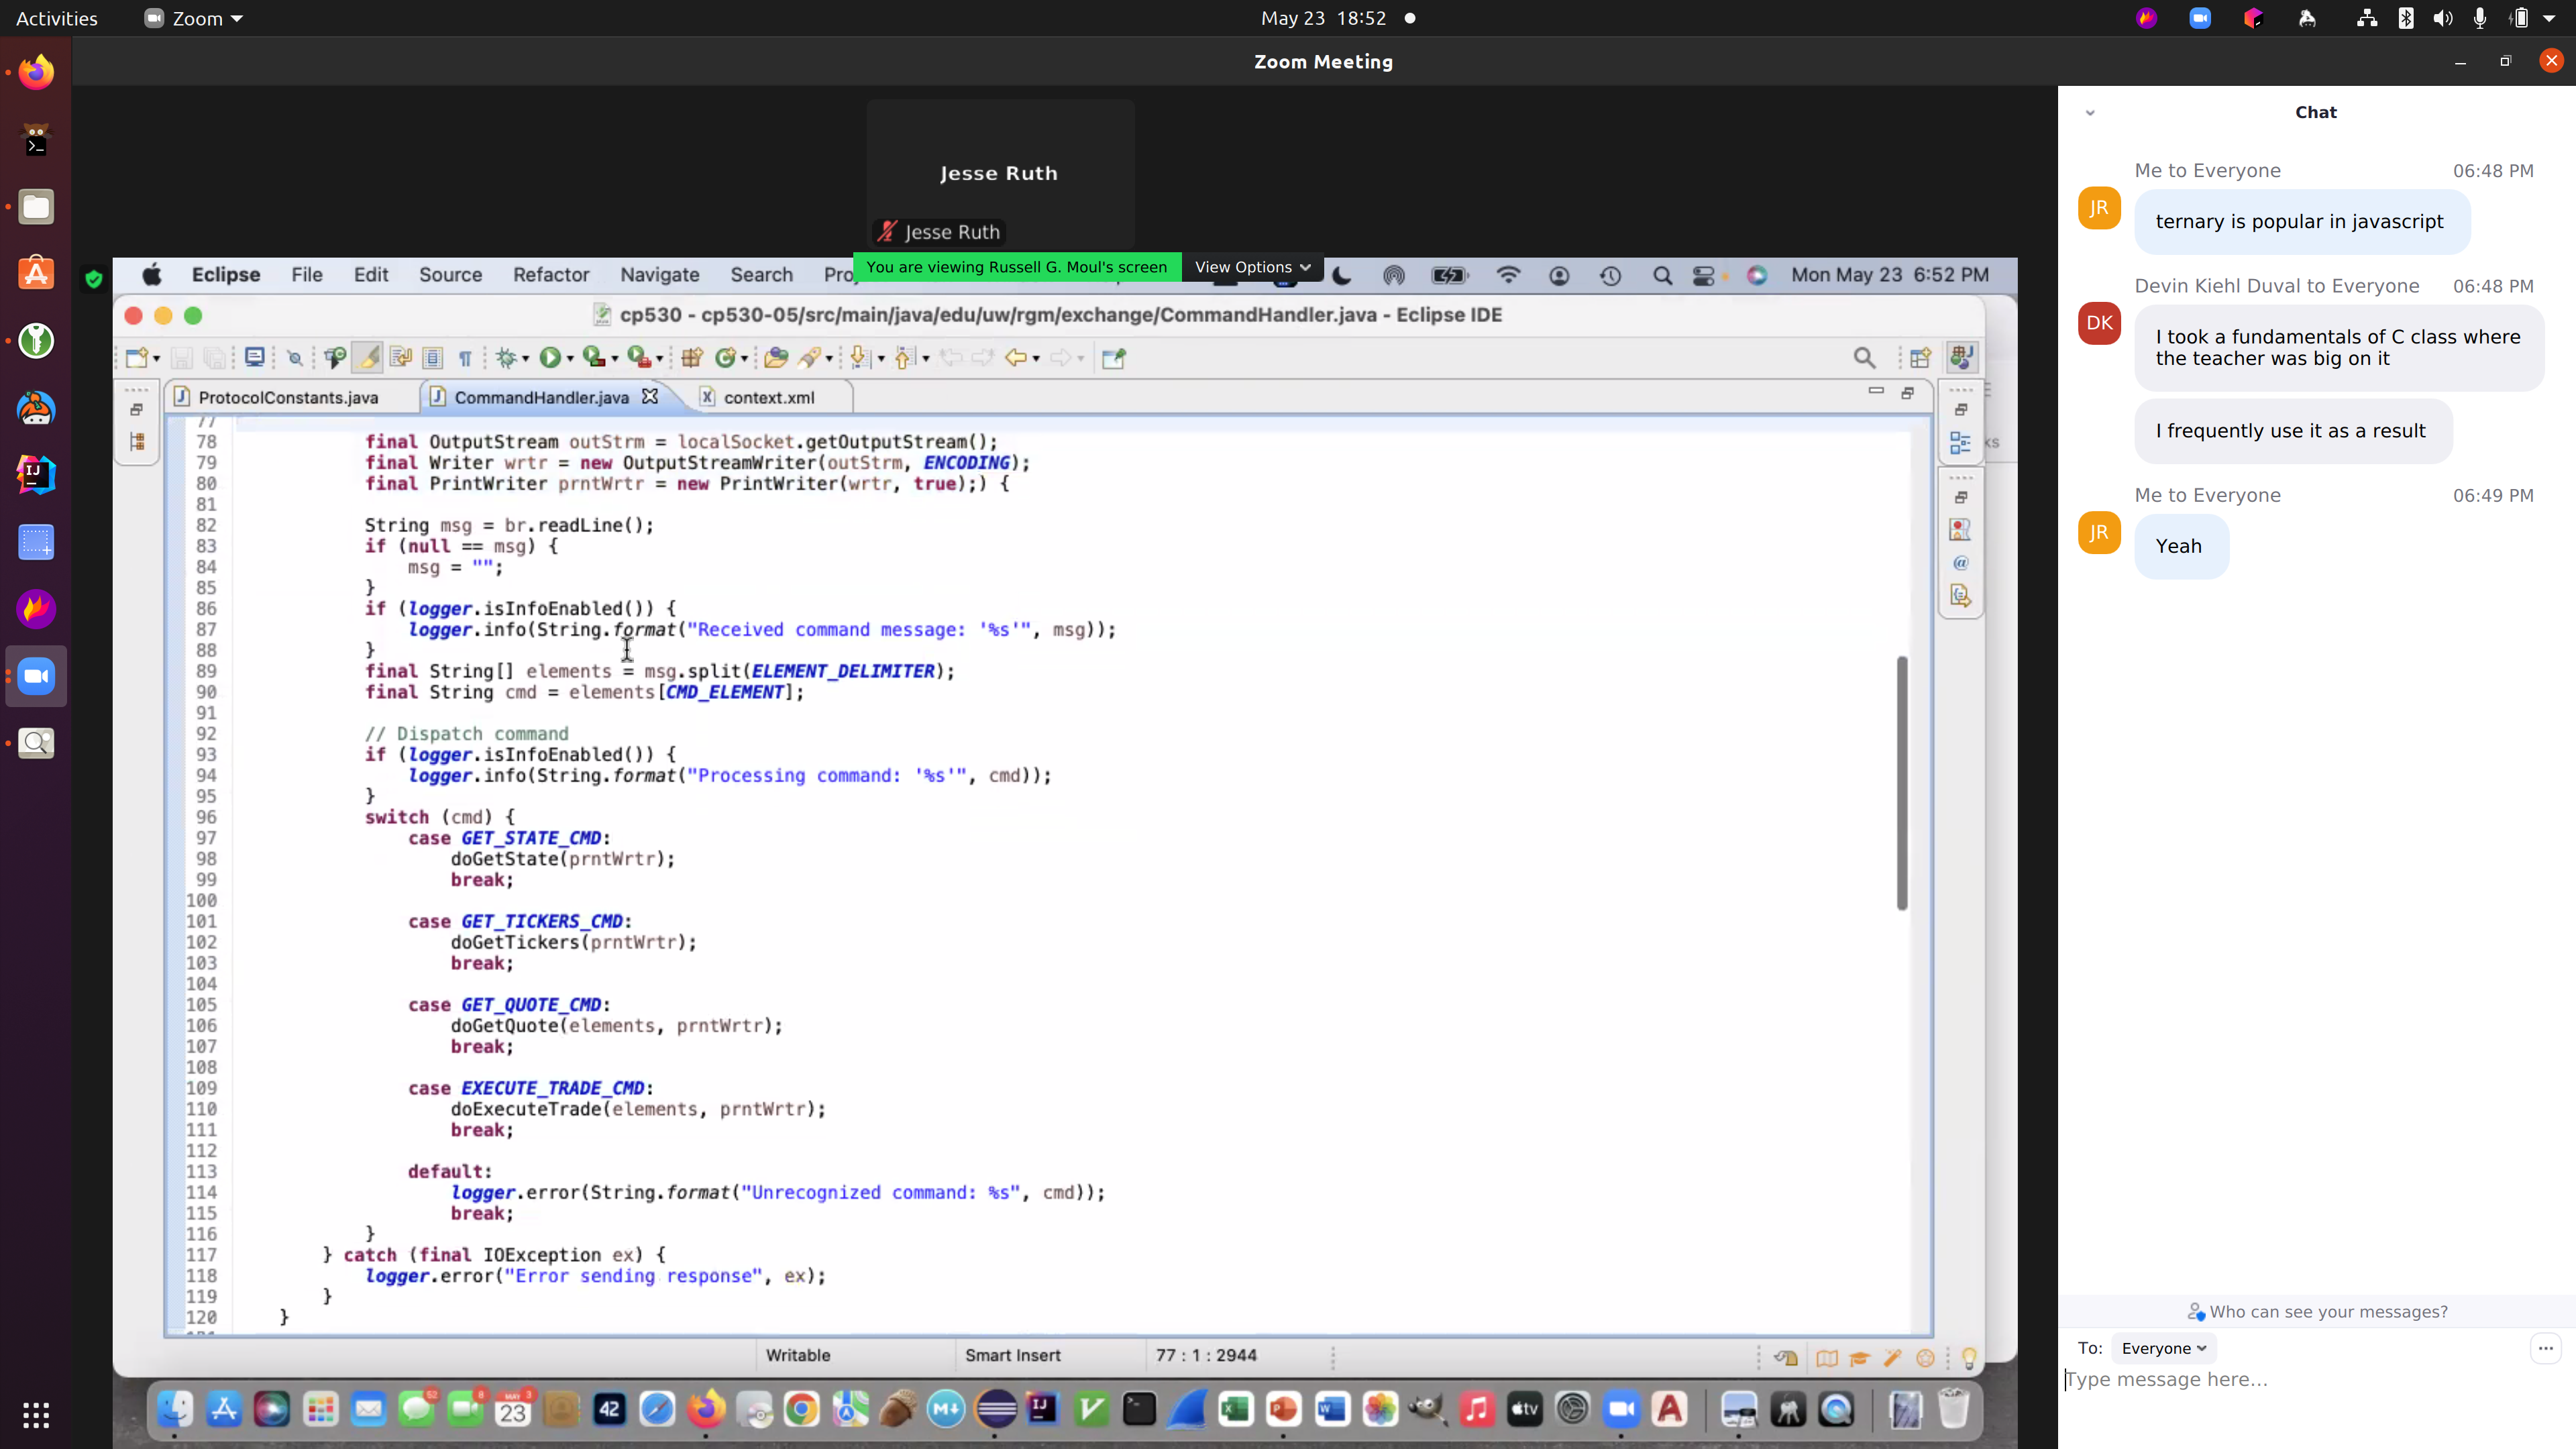 Activities
Zoom
May 23 18:52
Zoom Meeting
Jesse Ruth
Jesse Ruth
You are viewing Russell G. Moul's screen
View Options
Eclipse File Edit Source Refactor Navigate Search
Mon May 23 6:52 PM
cp530 - cp530-05/src/main/java/edu/uw/rgm/exchange/CommandHandler.java - Eclipse IDE
ProtocolConstants.java
CommandHandler.java
context.xml
77
78 final OutputStream outStrm = localSocket.getOutputStream();
79 final Writer wrtr = new OutputStreamWriter(outStrm, ENCODING);
80 final PrintWriter prntWrtr = new PrintWriter(wrtr, true);) {
81
82 String msg = br.readLine();
83 if (null == msg) {
84 msg = "";
85 }
86 if (logger.isInfoEnabled()) {
87 logger.info(String.format("Received command message: '%s'", msg));
88 }
89 final String[] elements = msg.split(ELEMENT_DELIMITER);
90 final String cmd = elements[CMD_ELEMENT];
91
92 // Dispatch command
93 if (logger.isInfoEnabled()) {
94 logger.info(String.format("Processing command: '%s'", cmd));
95 }
96 switch (cmd) {
97 case GET_STATE_CMD:
98 doGetState(prntWrtr);
99 break;
100
101 case GET_TICKERS_CMD:
102 doGetTickers(prntWrtr);
103 break;
104
105 case GET_QUOTE_CMD:
106 doGetQuote(elements, prntWrtr);
107 break;
108
109 case EXECUTE_TRADE_CMD:
110 doExecuteTrade(elements, prntWrtr);
111 break;
112
113 default:
114 logger.error(String.format("Unrecognized command: %s", cmd));
115 break;
116 }
117 } catch (final IOException ex) {
118 logger.error("Error sending response", ex);
119 }
120 }
Writable
Smart Insert
77 : 1 : 2944
Chat
Me to Everyone 06:48 PM
JR
ternary is popular in javascript
Devin Kiehl Duval to Everyone 06:48 PM
DK
I took a fundamentals of C class where
the teacher was big on it
I frequently use it as a result
Me to Everyone 06:49 PM
JR
Yeah
Who can see your messages?
To: Everyone
Type message here...
52
8
MAY 3
23
42
tv